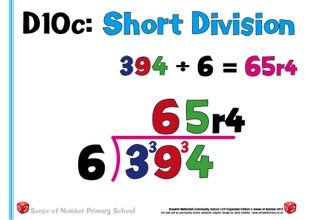 D10c: Short Division
394 ÷ 6 = 65r4
65r4
6 3³9³4
Sense of Number Primary School